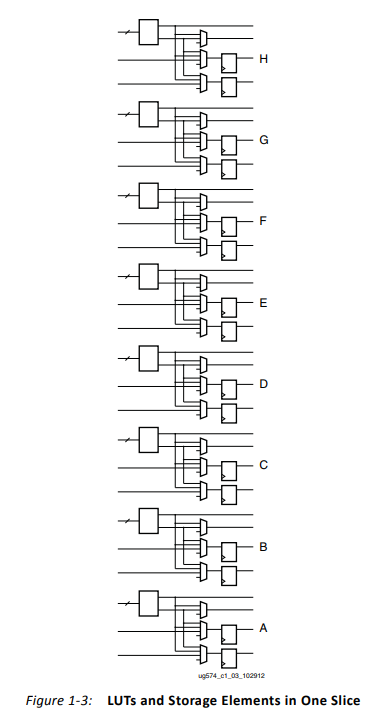 H
G
F
E
D
C
B
A
ug574_c1_03_102912
Figure 1-3: LUTs and Storage Elements in One Slice